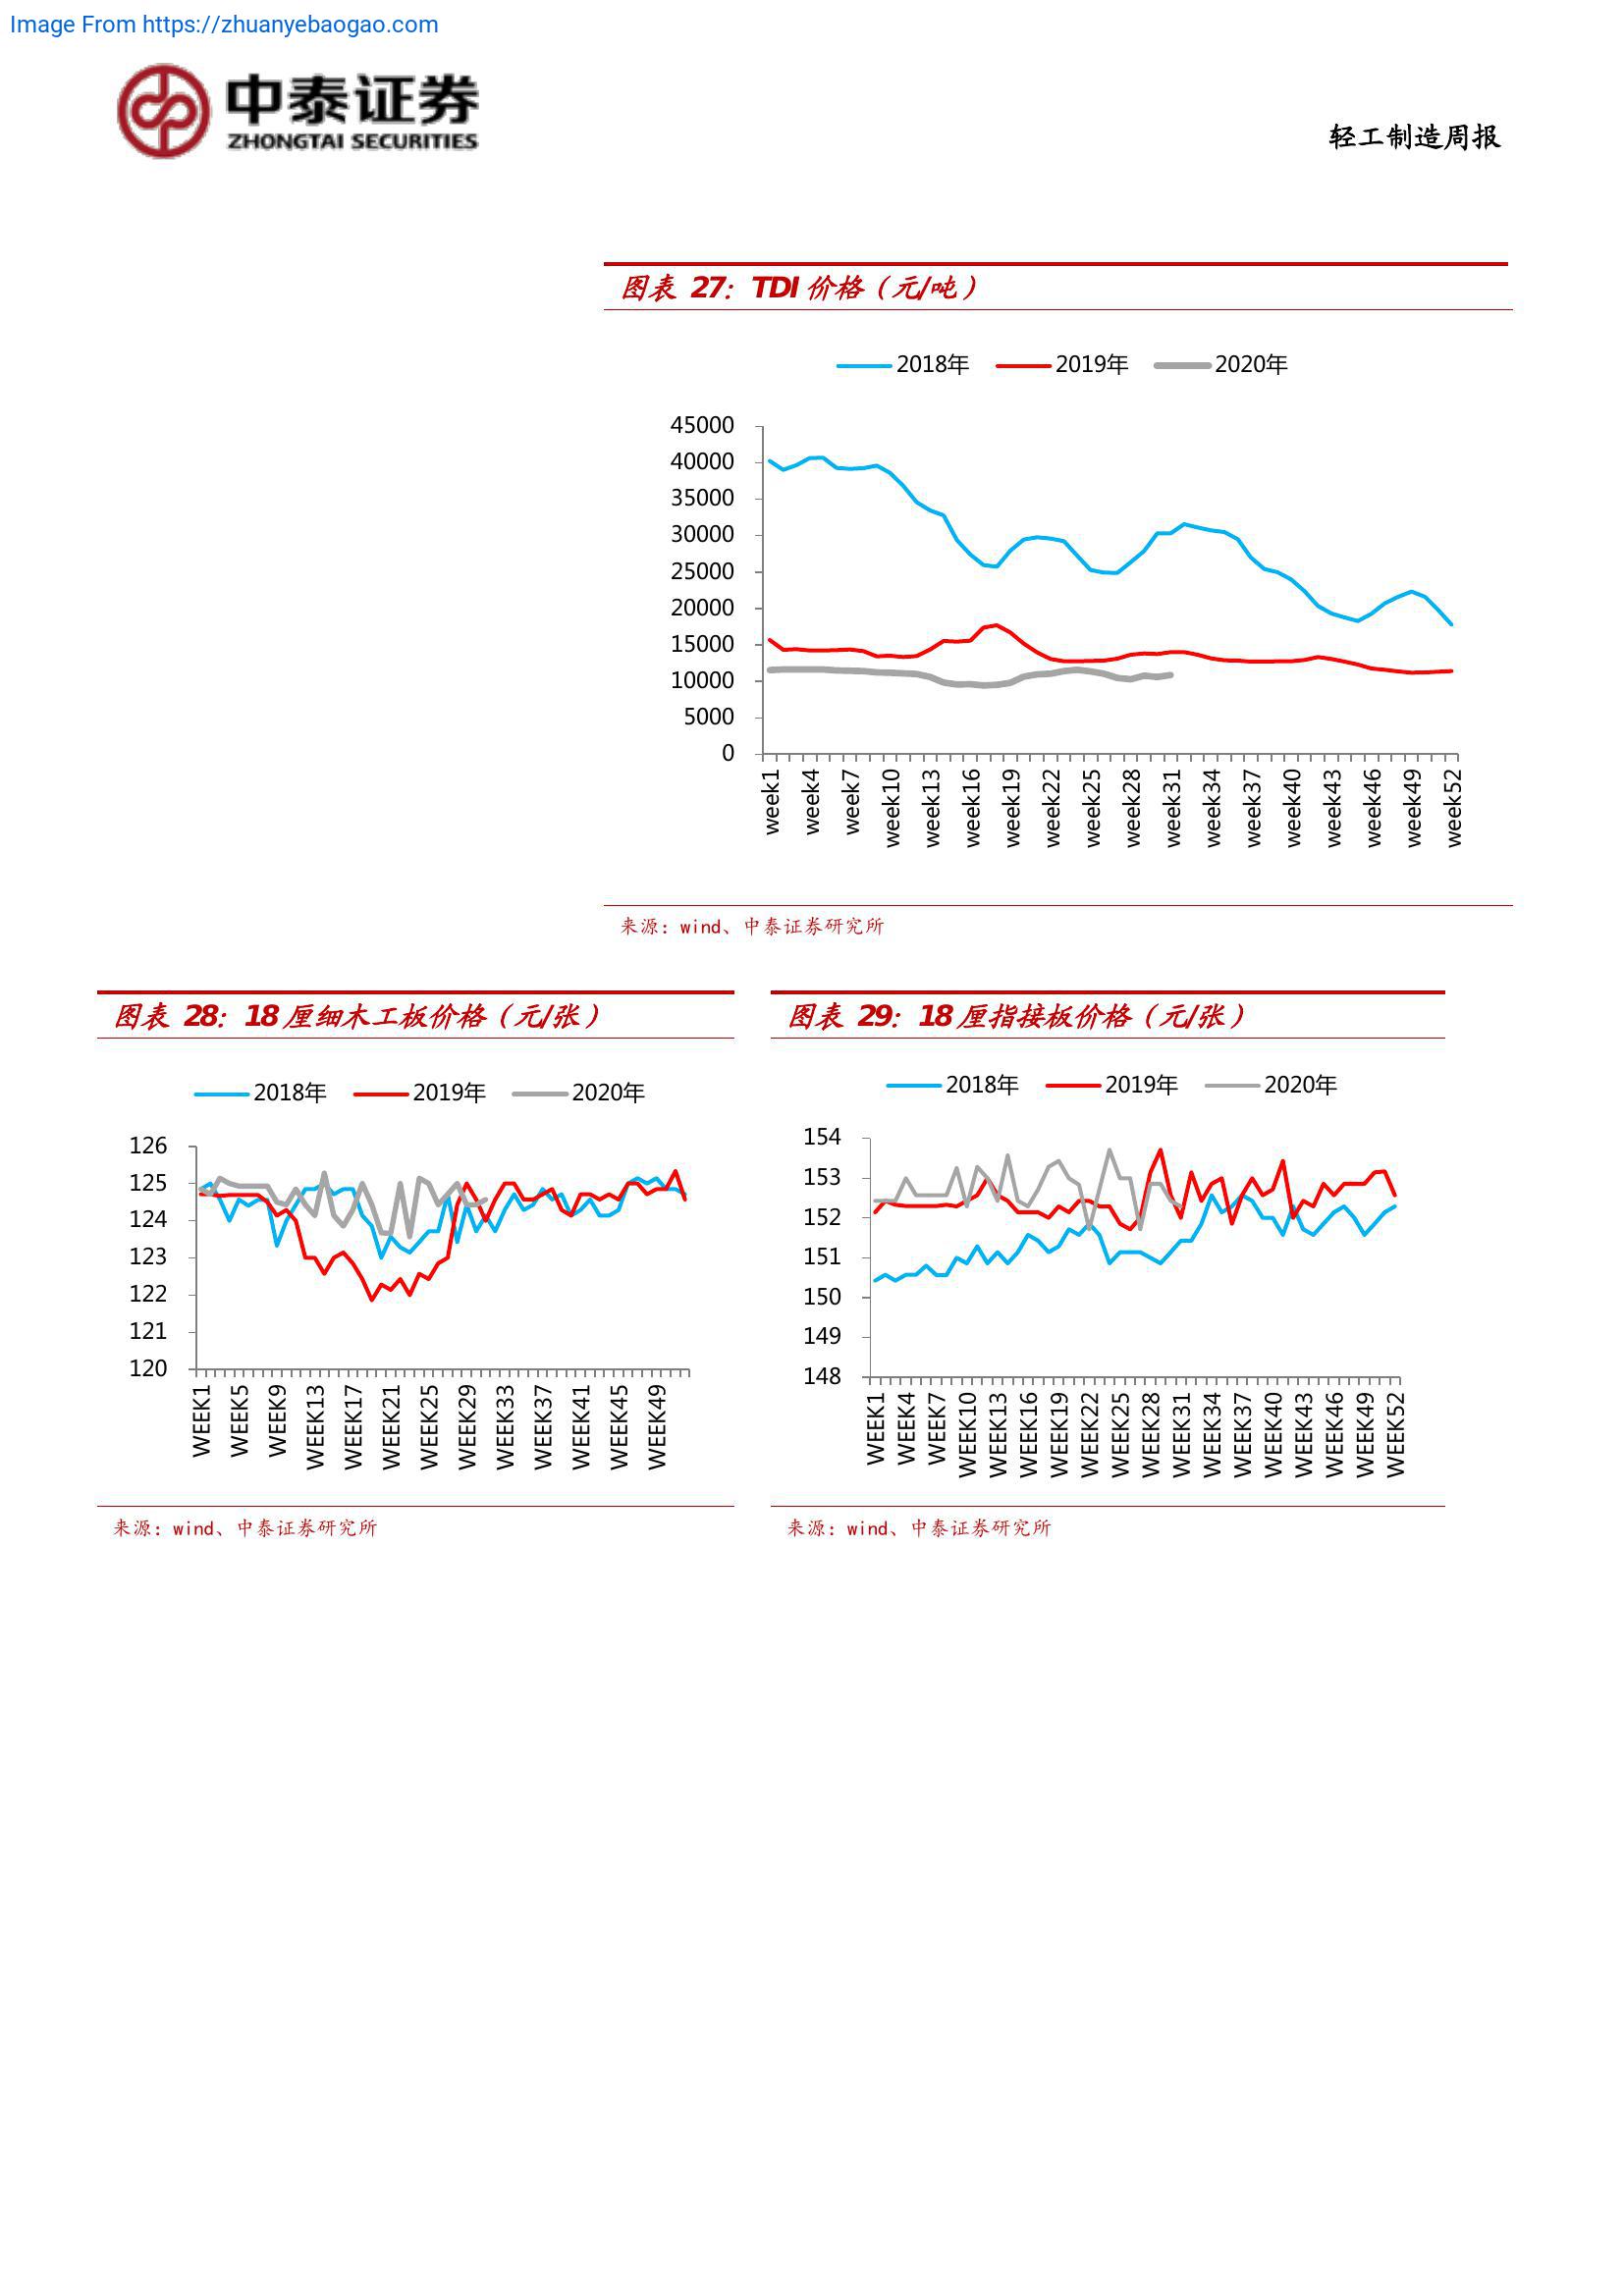 Image From https://zhuanyebaogao.com
中泰证券
ZHONGTAI SECURITIES
轻工制造周报
图表 27：TDI 价格（元/吨）
2018年 2019年 2020年
45000
40000
35000
30000
25000
20000
15000
10000
5000
0
week1 week4 week7 week10 week13 week16 week19 week22 week25 week28 week31 week34 week37 week40 week43 week46 week49 week52
来源：wind、中泰证券研究所
图表 28：18 厘细木工板价格（元/张）
2018年 2019年 2020年
126
125
124
123
122
121
120
WEEK1 WEEK5 WEEK9 WEEK13 WEEK17 WEEK21 WEEK25 WEEK29 WEEK33 WEEK37 WEEK41 WEEK45 WEEK49
来源：wind、中泰证券研究所
图表 29：18 厘指接板价格（元/张）
2018年 2019年 2020年
154
153
152
151
150
149
148
WEEK1 WEEK4 WEEK7 WEEK10 WEEK13 WEEK16 WEEK19 WEEK22 WEEK25 WEEK28 WEEK31 WEEK34 WEEK37 WEEK40 WEEK43 WEEK46 WEEK49 WEEK52
来源：wind、中泰证券研究所